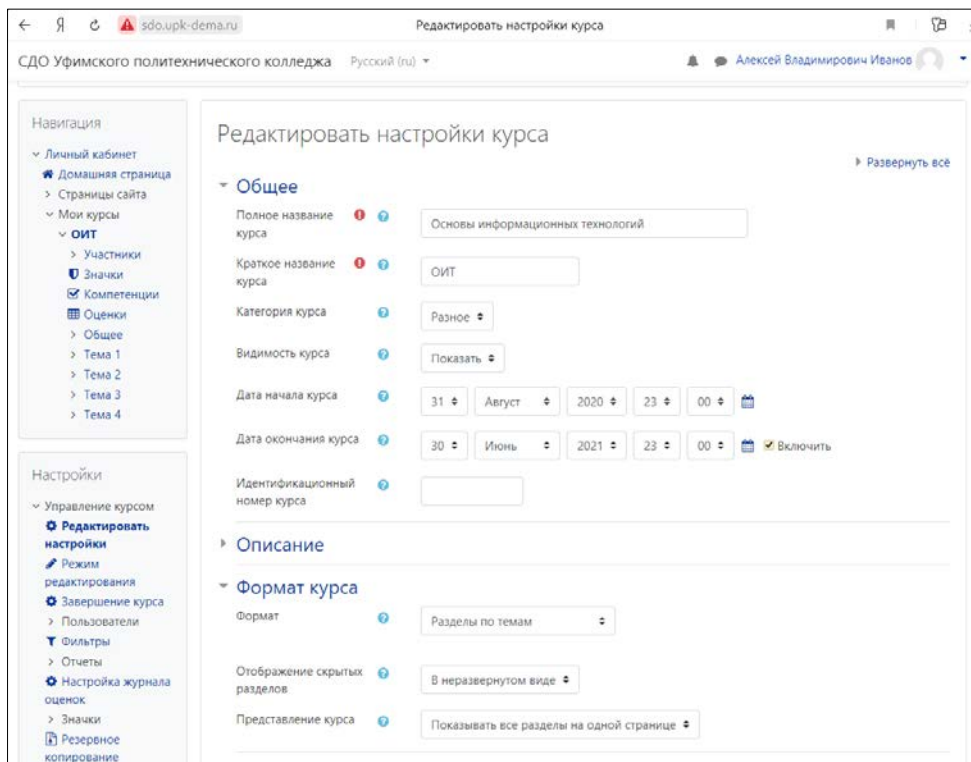 sdo.upk-dema.ru Редактировать настройки курса
СДО Уфимского политехнического колледжа Русский (ru) Алексей Владимирович Иванов
Навигация
Личный кабинет
Домашняя страница
Страницы сайта
Мои курсы
ОИТ
Участники
Значки
Компетенции
Оценки
Общее
Тема 1
Тема 2
Тема 3
Тема 4
Настройки
Управление курсом
Редактировать
настройки
Режим
редактирования
Завершение курса
Пользователи
Фильтры
Отчеты
Настройка журнала
оценок
Значки
Резервное
копирование
Редактировать настройки курса
Развернуть всё
Общее
Полное название
курса
Основы информационных технологий
Краткое название
курса
ОИТ
Категория курса
Разное
Видимость курса
Показать
Дата начала курса
31 Август 2020 23 00
Дата окончания курса
30 Июнь 2021 23 00 Включить
Идентификационный
номер курса
Описание
Формат курса
Формат
Разделы по темам
Отображение скрытых
разделов
В неразвернутом виде
Представление курса
Показывать все разделы на одной странице